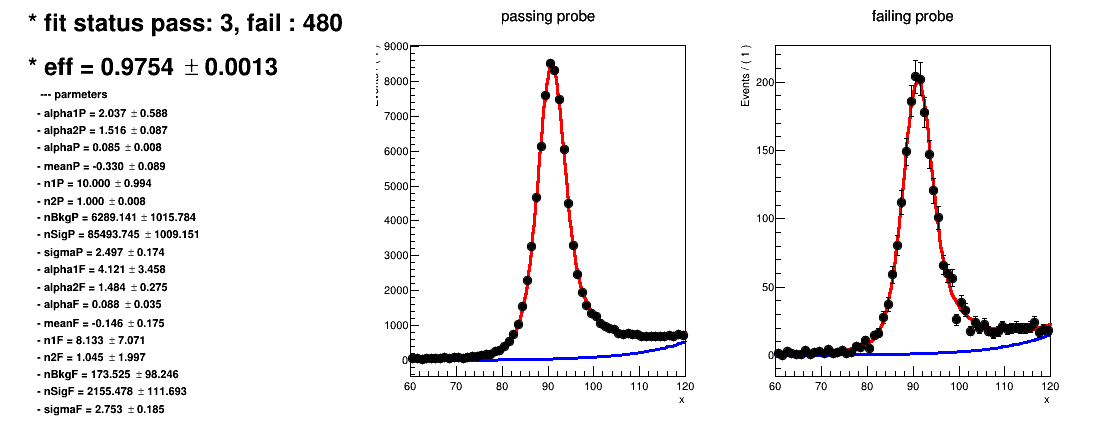 * fit status pass: 3, fail : 480
* eff = 0.9754 ± 0.0013
--- parmeters
- alpha1P = 2.037 ± 0.588
- alpha2P = 1.516 ± 0.087
- alphaP = 0.085 ± 0.008
- meanP = -0.330 ± 0.089
- n1P = 10.000 ± 0.994
- n2P = 1.000 ± 0.008
- nBkgP = 6289.141 ± 1015.784
- nSigP = 85493.745 ± 1009.151
- sigmaP = 2.497 ± 0.174
- alpha1F = 4.121 ± 3.458
- alpha2F = 1.484 ± 0.275
- alphaF = 0.088 ± 0.035
- meanF = -0.146 ± 0.175
- n1F = 8.133 ± 7.071
- n2F = 1.045 ± 1.997
- nBkgF = 173.525 ± 98.246
- nSigF = 2155.478 ± 111.693
- sigmaF = 2.753 ± 0.185
passing probe
9000
8000
7000
6000
5000
4000
3000
2000
1000
0
60 70 80 90 100 110 120
x
failing probe
Events / ( 1 )
200
150
100
50
0
60 70 80 90 100 110 120
x